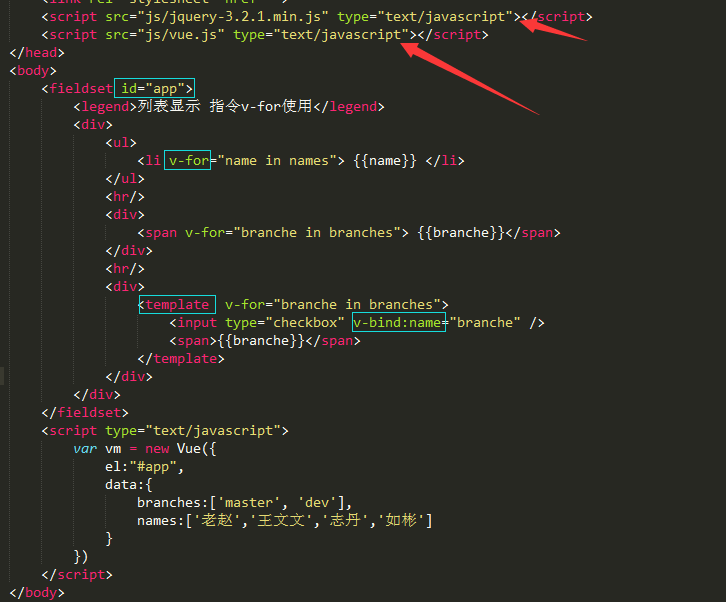 <link rel="stylesheet" href="">
<script src="js/jquery-3.2.1.min.js" type="text/javascript"></script>
<script src="js/vue.js" type="text/javascript"></script>
</head>
<body>
<fieldset id="app">
<legend>列表显示 指令v-for使用</legend>
<div>
<ul>
<li v-for="name in names"> {{name}} </li>
</ul>
<hr/>
<div>
<span v-for="branche in branches"> {{branche}}</span>
</div>
<hr/>
<div>
<template v-for="branche in branches">
<input type="checkbox" v-bind:name="branche" />
<span>{{branche}}</span>
</template>
</div>
</div>
</fieldset>
<script type="text/javascript">
var vm = new Vue({
el:"#app",
data:{
branches:['master', 'dev'],
names:['老赵','王文文','志丹','如彬']
}
})
</script>
</body>